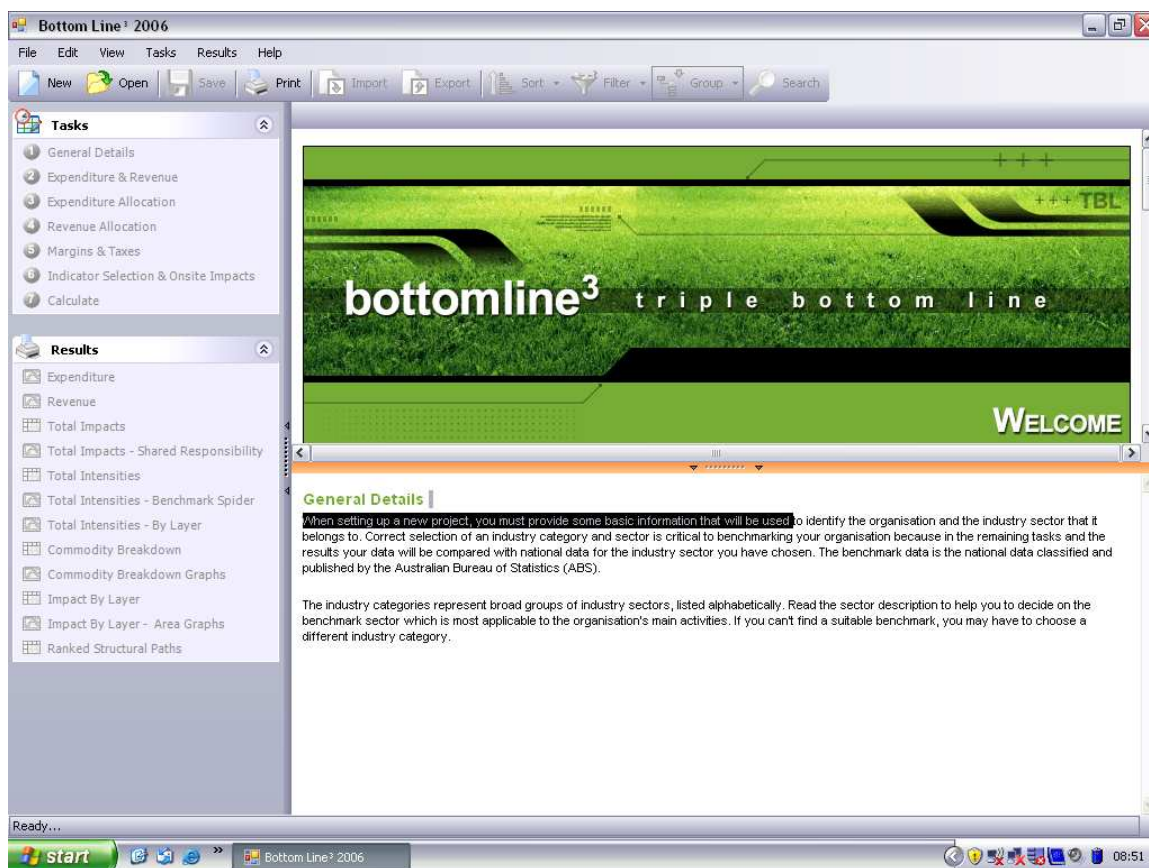 Bottom Line³ 2006
File Edit View Tasks Results Help
New Open Save Print Import Export Sort Filter Group Search
Tasks
1 General Details
2 Expenditure & Revenue
3 Expenditure Allocation
4 Revenue Allocation
5 Margins & Taxes
6 Indicator Selection & Onsite Impacts
7 Calculate
Results
Expenditure
Revenue
Total Impacts
Total Impacts - Shared Responsibility
Total Intensities
Total Intensities - Benchmark Spider
Total Intensities - By Layer
Commodity Breakdown
Commodity Breakdown Graphs
Impact By Layer
Impact By Layer - Area Graphs
Ranked Structural Paths
+ + +
+ + + TBL
bottomline³ triple bottom line
WELCOME
General Details
When setting up a new project, you must provide some basic information that will be used to identify the organisation and the industry sector that it
belongs to. Correct selection of an industry category and sector is critical to benchmarking your organisation because in the remaining tasks and the
results your data will be compared with national data for the industry sector you have chosen. The benchmark data is the national data classified and
published by the Australian Bureau of Statistics (ABS).
The industry categories represent broad groups of industry sectors, listed alphabetically. Read the sector description to help you to decide on the
benchmark sector which is most applicable to the organisation's main activities. If you can't find a suitable benchmark, you may have to choose a
different industry category.
Ready...
start » Bottom Line³ 2006 08:51